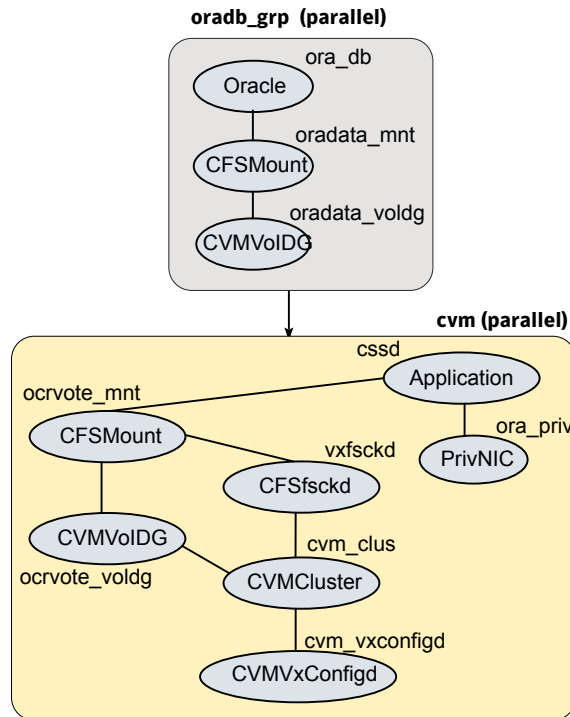 oradb_grp (parallel)
ora_db
Oracle
oradata_mnt
CFSMount
oradata_voldg
CVMVolDG
cvm (parallel)
cssd
Application
ocrvote_mnt
CFSMount
ora_priv
PrivNIC
vxfsckd
CFSfsckd
CVMVolDG
ocrvote_voldg
cvm_clus
CVMCluster
cvm_vxconfigd
CVMVxConfigd